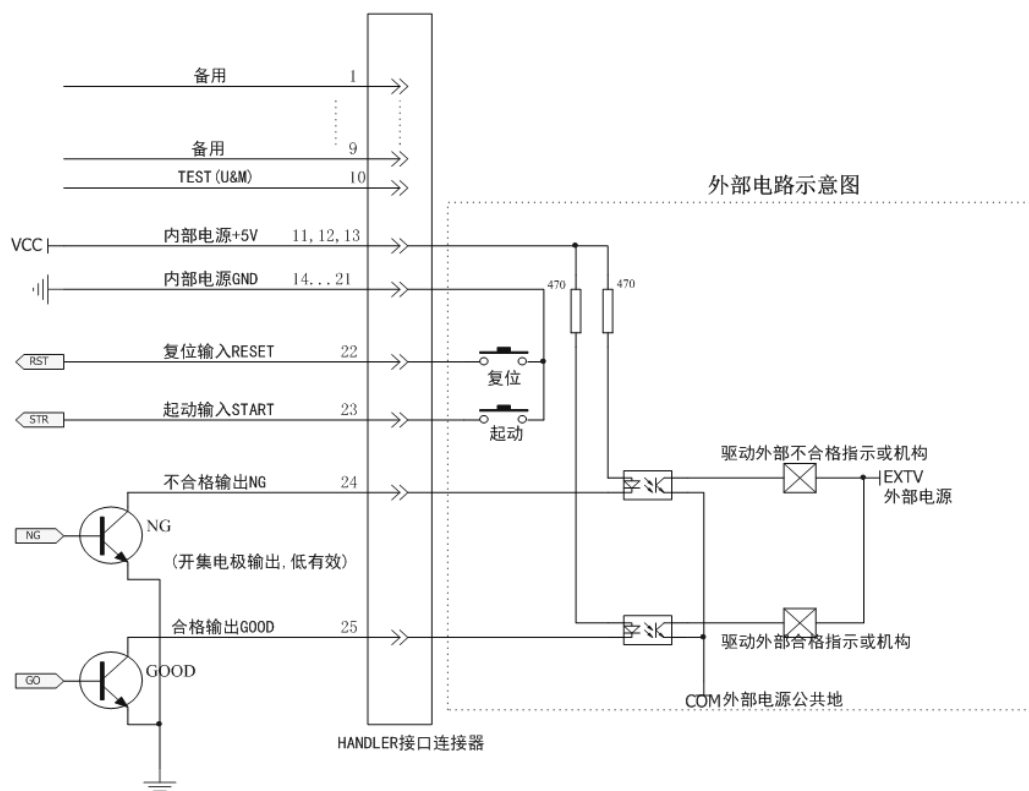 备用 1
备用 9
TEST(U&M) 10
外部电路示意图
VCC 内部电源+5V 11,12,13
内部电源GND 14...21
470 470
RST 复位输入RESET 22
复位
STR 起动输入START 23
起动
驱动外部不合格指示或机构
不合格输出NG 24
EXTV
外部电源
NG NG
(开集电极输出,低有效)
合格输出GOOD 25
驱动外部合格指示或机构
GO GOOD
COM外部电源公共地
HANDLER接口连接器